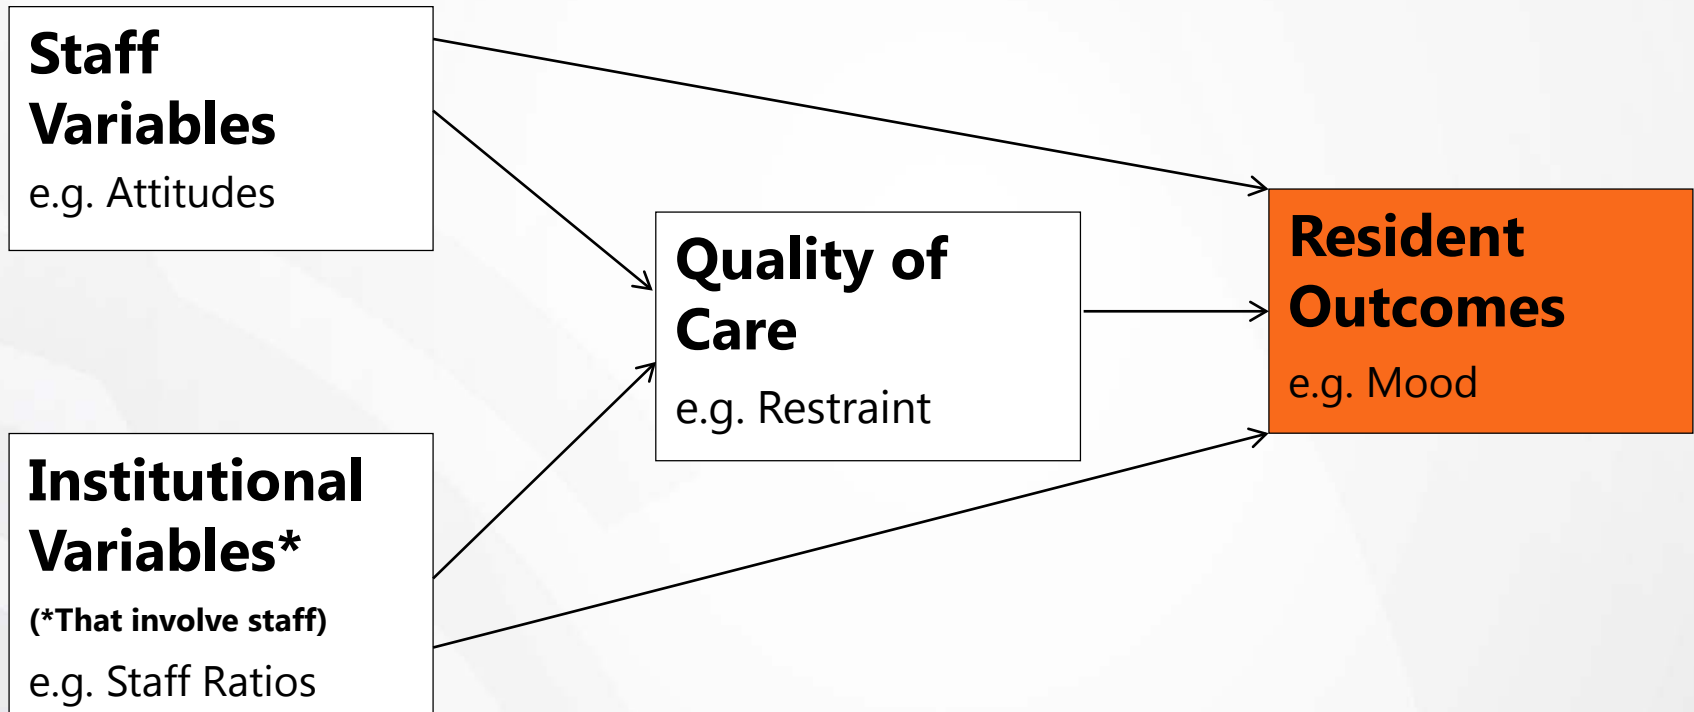 Staff
Variables
e.g. Attitudes
Quality of
Care
e.g. Restraint
Resident
Outcomes
e.g. Mood
Institutional
Variables*
(*That involve staff)
e.g. Staff Ratios